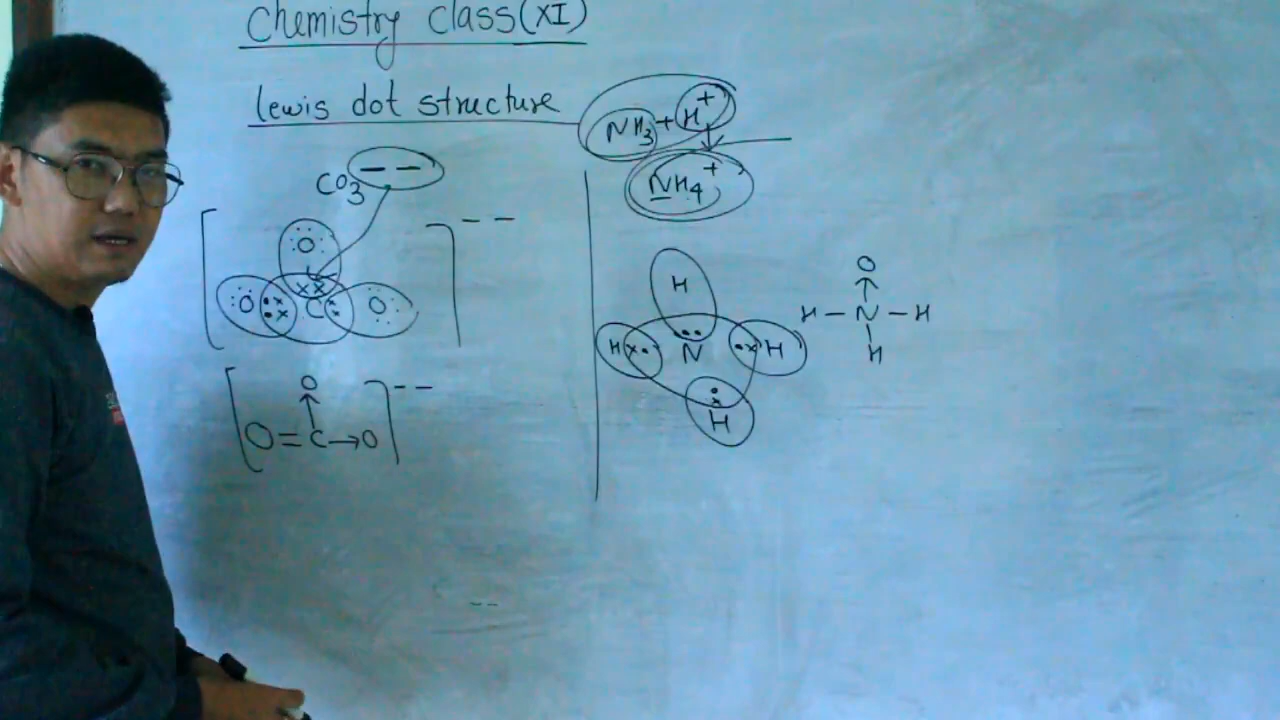 Chemistry class(XI)
lewis dot structure
NH3 + H+
CO3 --
NH4+
[ O O C O ] --
H
H N H
H
O
H - N - H
H
[ O
O = C → O ] --